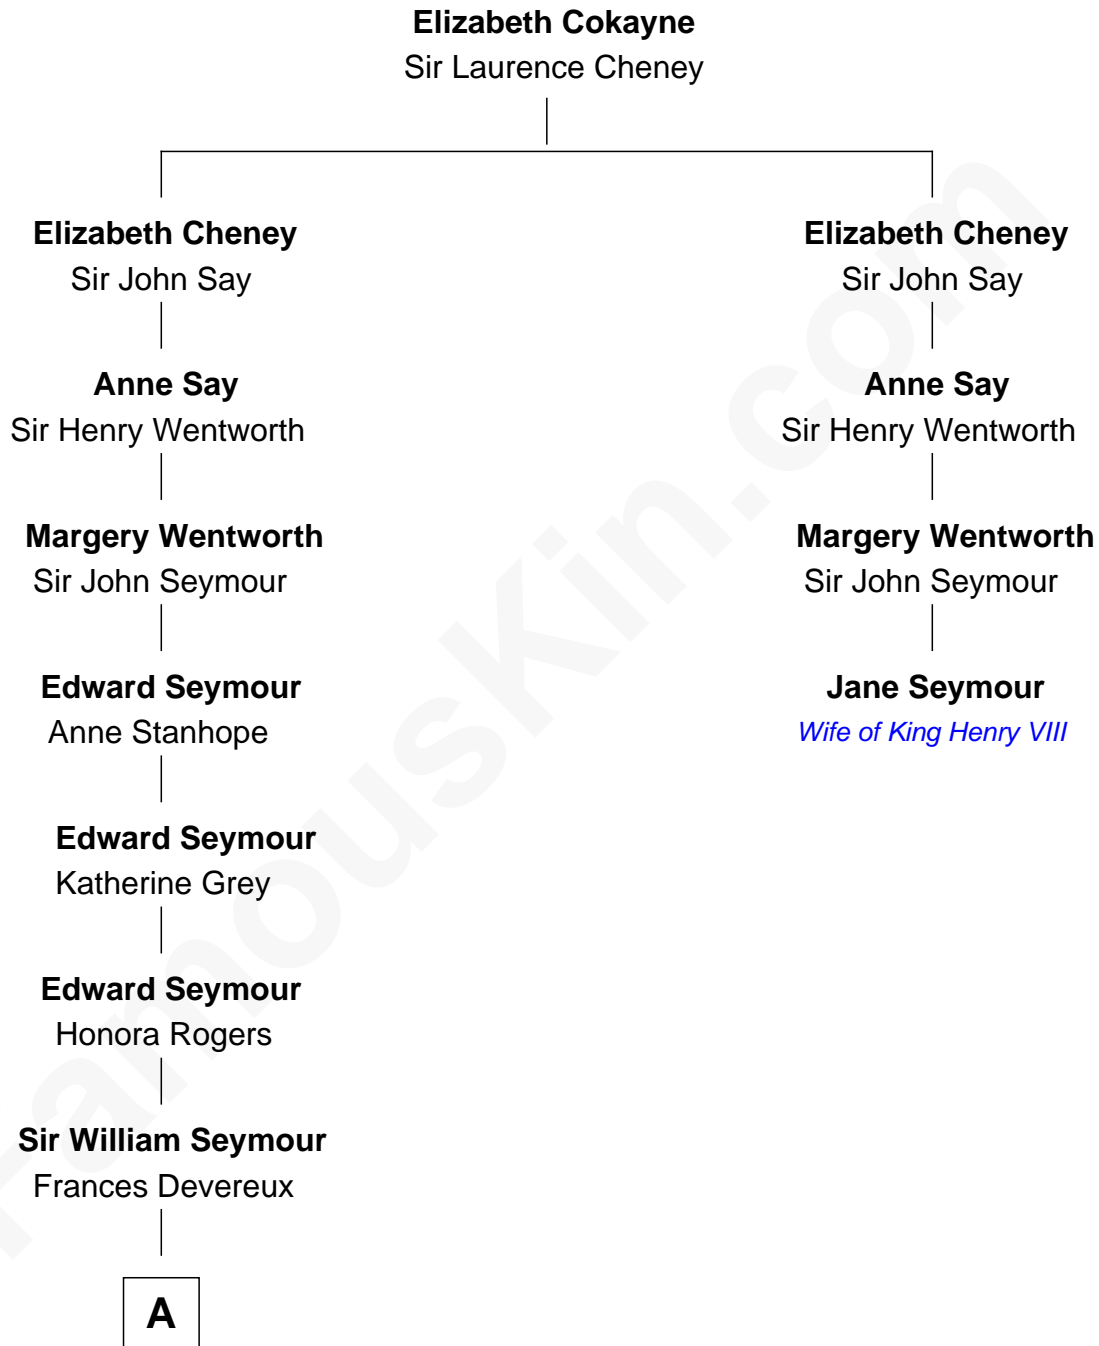 Elizabeth Cokayne
Sir Laurence Cheney
Elizabeth Cheney
Sir John Say
Anne Say
Sir Henry Wentworth
Margery Wentworth
Sir John Seymour
Edward Seymour
Anne Stanhope
Edward Seymour
Katherine Grey
Edward Seymour
Honora Rogers
Sir William Seymour
Frances Devereux
A
Elizabeth Cheney
Sir John Say
Anne Say
Sir Henry Wentworth
Margery Wentworth
Sir John Seymour
Jane Seymour
Wife of King Henry VIII
FamousKin.com